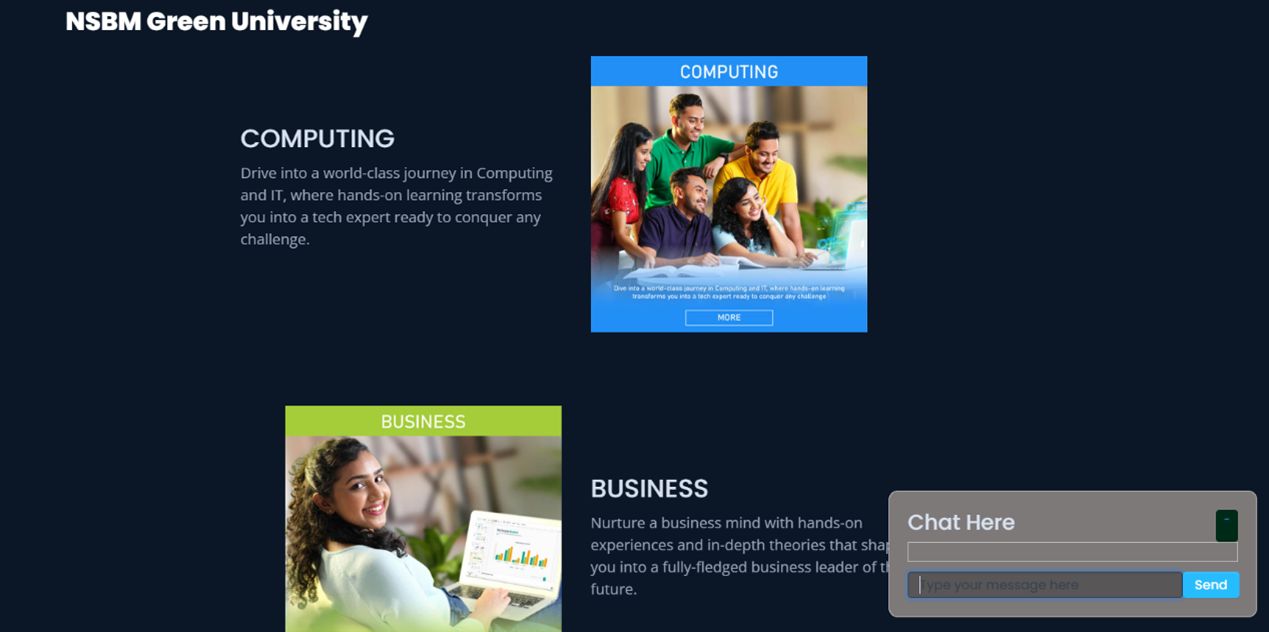 NSBM Green University
COMPUTING
COMPUTING
Drive into a world-class journey in Computing
and IT, where hands-on learning transforms
you into a tech expert ready to conquer any
challenge.
Dive into a world-class journey in Computing and IT, where hands-on learning
transforms you into a tech expert ready to conquer any challenge
MORE
BUSINESS
BUSINESS
Nurture a business mind with hands-on
experiences and in-depth theories that
you into a fully-fledged business leader of
future.
Chat Here
-
Type your message here
Send